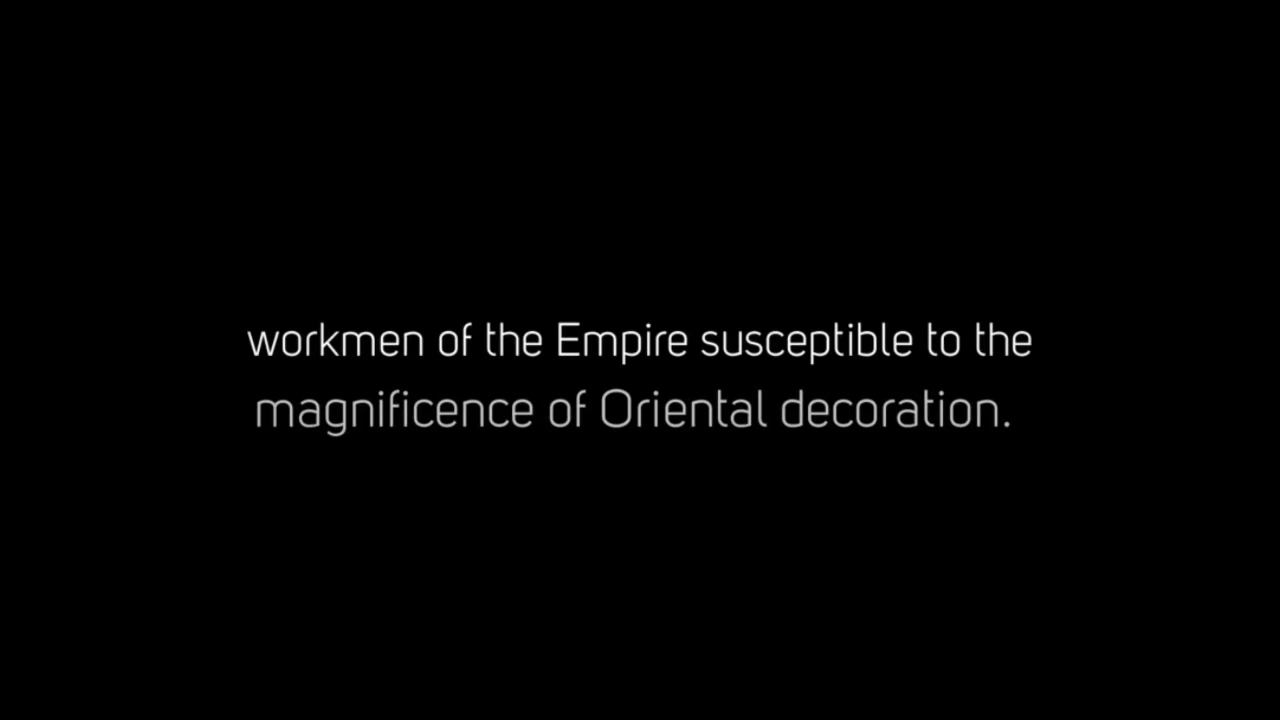 workmen of the Empire susceptible to the
magnificence of Oriental decoration.